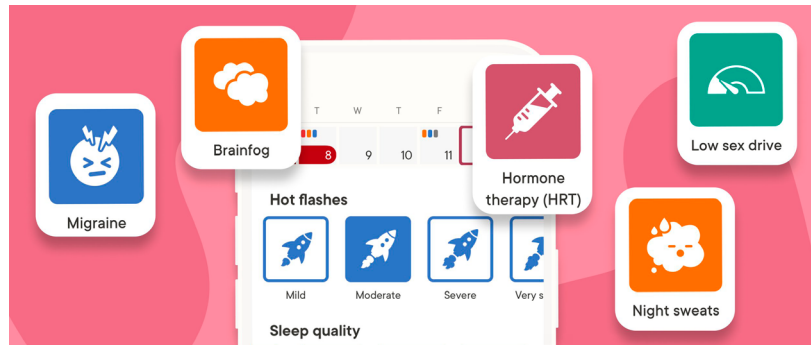 Migraine
Brainfog
T W T F
8 9 10 11
Hot flashes
Mild Moderate Severe Very s
Sleep quality
Hormone
therapy (HRT)
Low sex drive
Night sweats